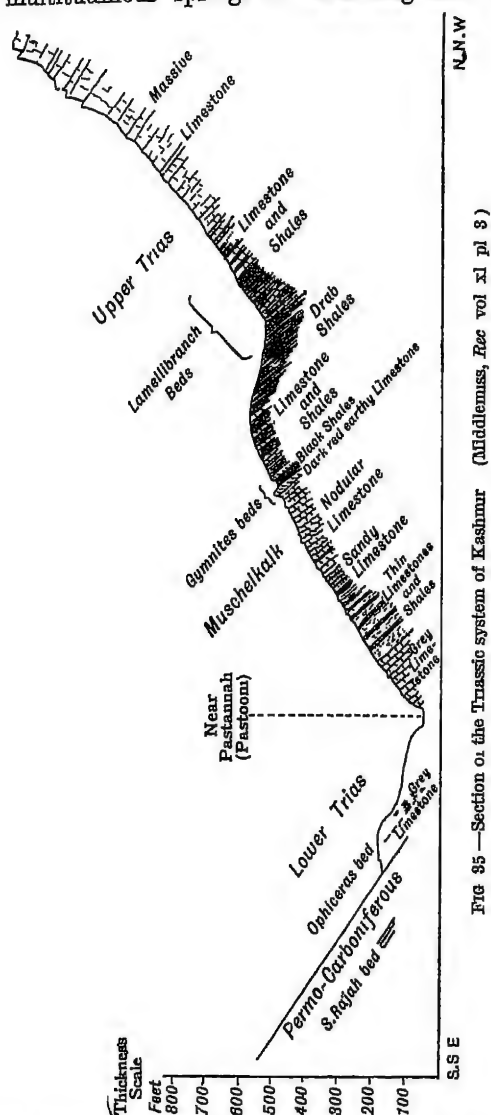 Thickness
Scale
Feet
800
700
600
500
400
300
200
100
S.S E
N.N.W
Permo-Carboniferous
S.Rajah bed
Lower Trias
Ophiceras bed
Grey
Limestone
Near
Pastannah
(Pastooni)
Muschelkalk
Grey
Lime-
stone
Thin
Limestones
and
Shales
Sandy
Limestone
Nodular
Limestone
Gymnites beds
Dark red earthy Limestone
Black Shales
Limestone
and
Shales
Lamellibranch
Beds
Drab
Shales
Upper Trias
Limestone
and
Shales
Massive
Limestone
FIG 35 —Section of the Triassic system of Kashmir (Middlemuss, Rec vol xl pl 8)